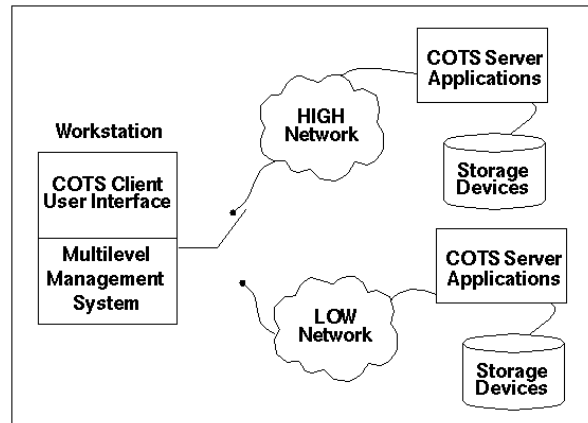 Workstation
COTS Client
User Interface
Multilevel
Management
System
HIGH
Network
COTS Server
Applications
Storage
Devices
LOW
Network
COTS Server
Applications
Storage
Devices